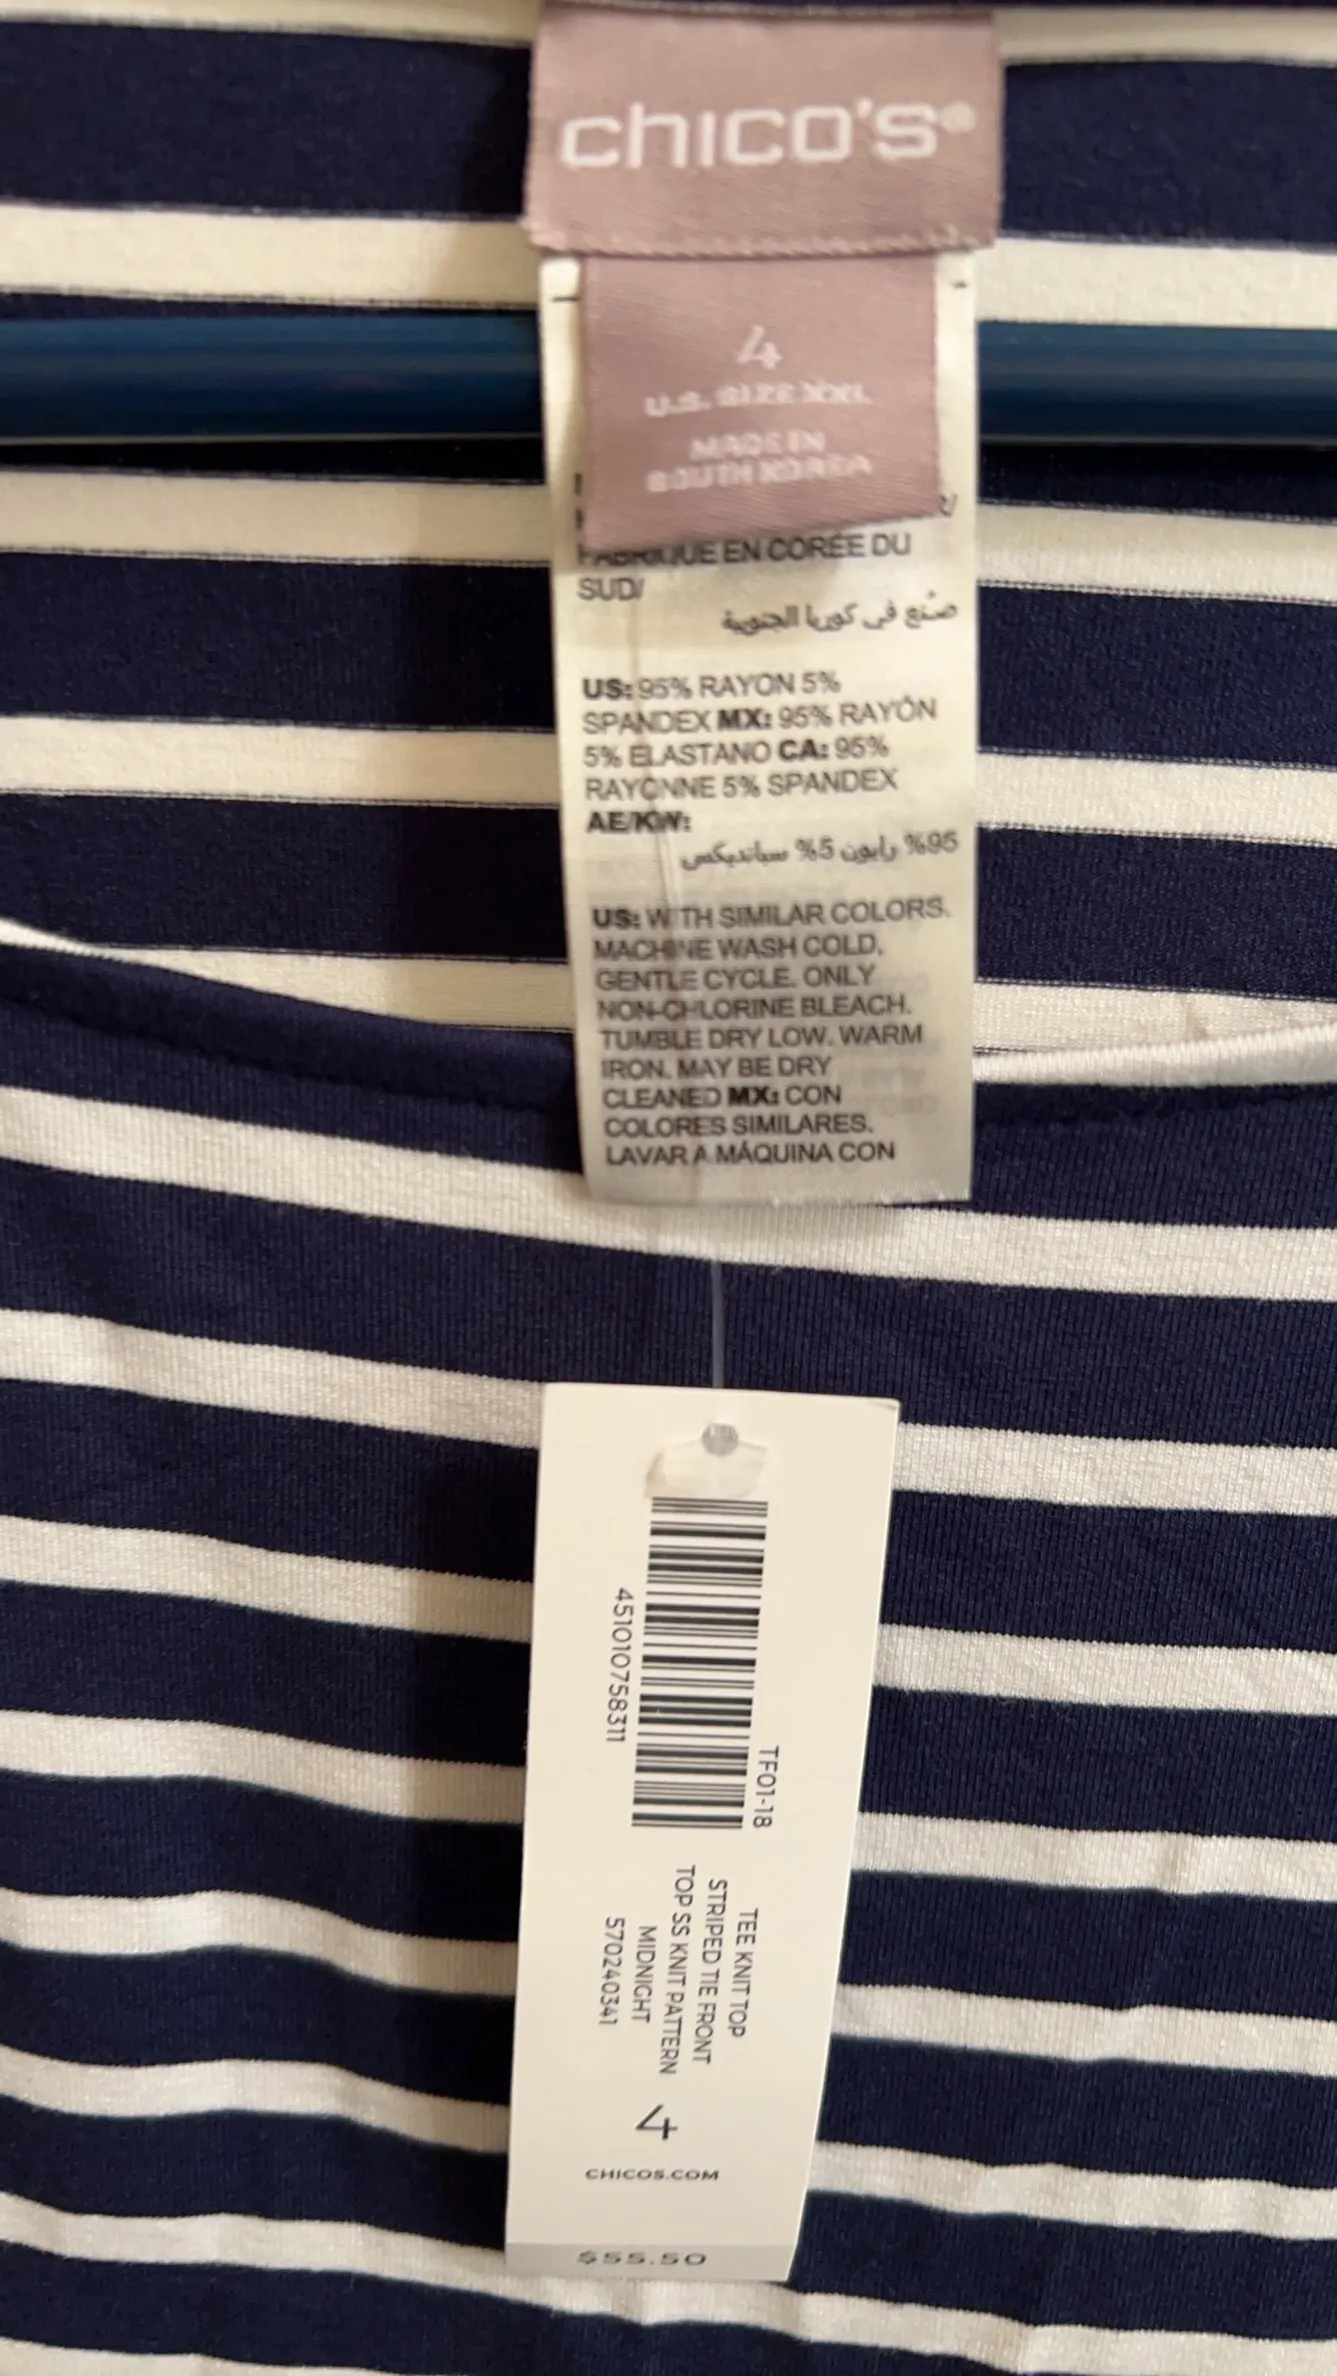 chico's®
4
U.S. SIZE XXL
MADE IN
SOUTH KOREA
FABRIQUE EN CORÉE DU
SUD/
صنع في كوريا الجنوبية
US: 95% RAYON 5%
SPANDEX MX: 95% RAYÓN
5% ELASTANO CA: 95%
RAYONNE 5% SPANDEX
AE/KW:
95% رايون 5% سباندیکس
US: WITH SIMILAR COLORS.
MACHINE WASH COLD.
GENTLE CYCLE. ONLY
NON-CHLORINE BLEACH.
TUMBLE DRY LOW. WARM
IRON. MAY BE DRY
CLEANED MX: CON
COLORES SIMILARES.
LAVAR A MÁQUINA CON
TF01-18
451010758311
TEE KNIT TOP
STRIPED TIE FRONT
TOP SS KNIT PATTERN
MIDNIGHT
570240341
4
CHICOS.COM
$55.50